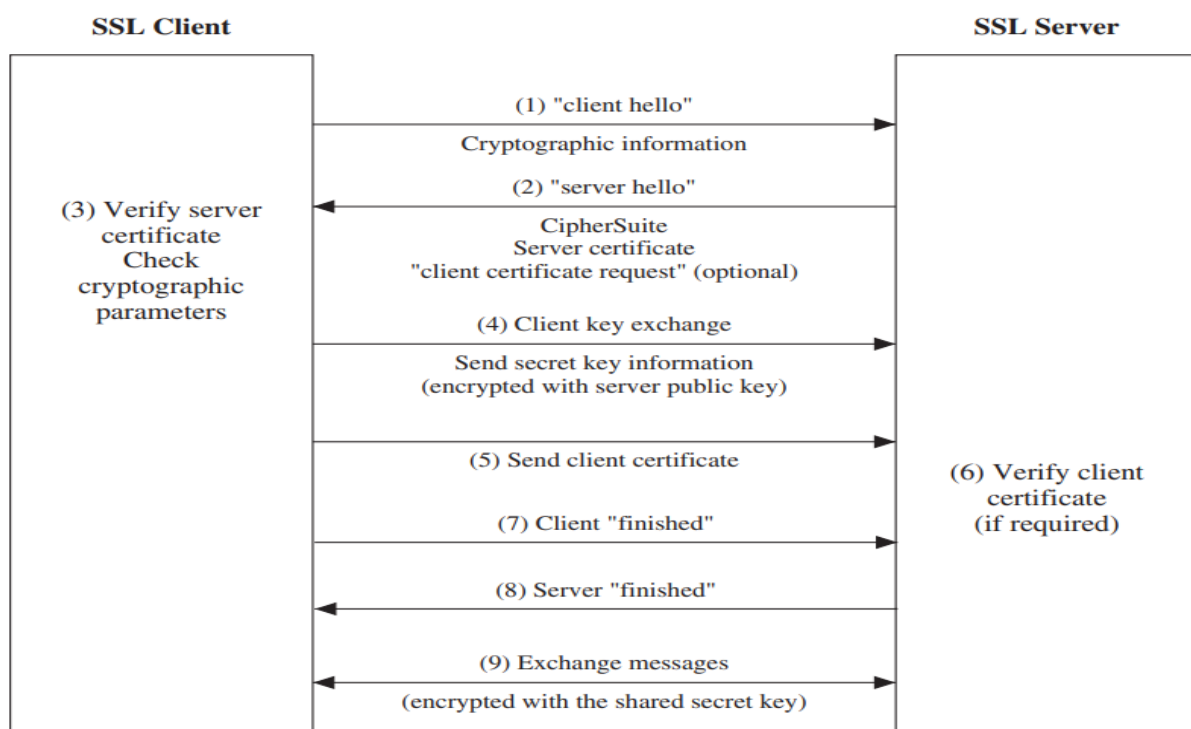 SSL Client
SSL Server
(1) "client hello"
Cryptographic information
(2) "server hello"
CipherSuite
Server certificate
"client certificate request" (optional)
(3) Verify server
certificate
Check
cryptographic
parameters
(4) Client key exchange
Send secret key information
(encrypted with server public key)
(5) Send client certificate
(6) Verify client
certificate
(if required)
(7) Client "finished"
(8) Server "finished"
(9) Exchange messages
(encrypted with the shared secret key)